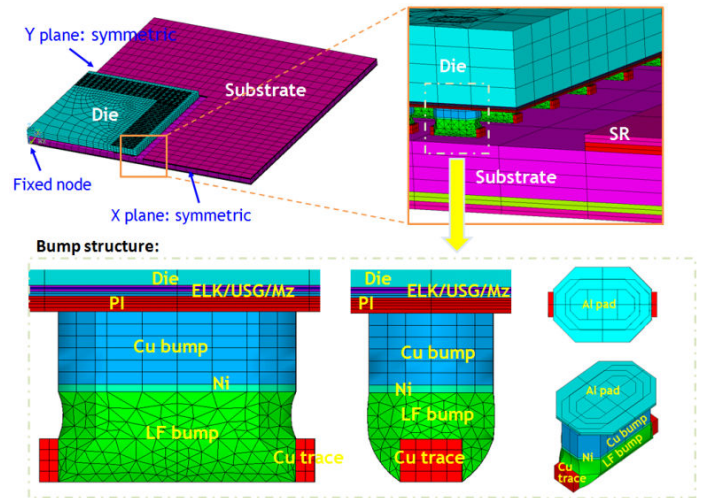 Y plane: symmetric
Die
Substrate
Fixed node
X plane: symmetric
Die
SR
Substrate
Bump structure:
Die
ELK/USG/Mz
PI
Cu bump
Ni
LF bump
Cu trace
Die
ELK/USG/Mz
Cu bump
Ni
LF bump
Cu trace
Al pad
Al pad
Cu bump
Ni
LF bump
Cu
trace